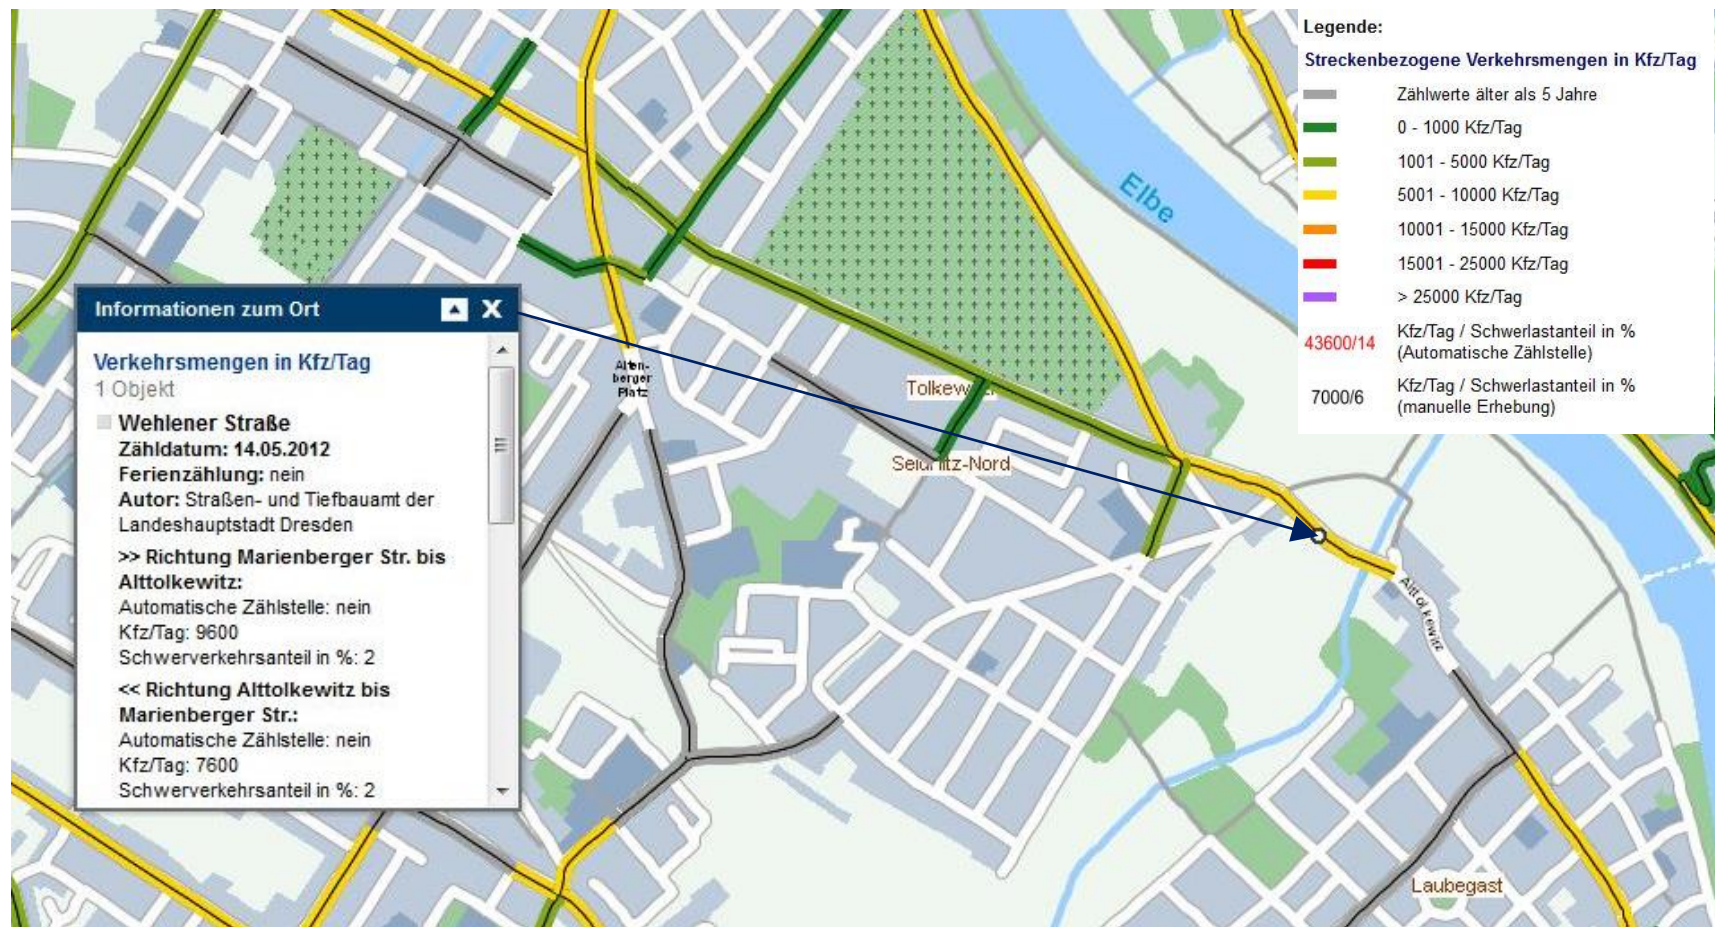 Legende:
Streckenbezogene Verkehrsmengen in Kfz/Tag
Zählwerte älter als 5 Jahre
0 - 1000 Kfz/Tag
1001 - 5000 Kfz/Tag
5001 - 10000 Kfz/Tag
10001 - 15000 Kfz/Tag
15001 - 25000 Kfz/Tag
> 25000 Kfz/Tag
43600/14 Kfz/Tag / Schwerlastanteil in %
(Automatische Zählstelle)
7000/6 Kfz/Tag / Schwerlastanteil in %
(manuelle Erhebung)
Elbe
Informationen zum Ort
Verkehrsmengen in Kfz/Tag
1 Objekt
Wehlener Straße
Zähldatum: 14.05.2012
Ferienzählung: nein
Autor: Straßen- und Tiefbauamt der
Landeshauptstadt Dresden
>> Richtung Marienberger Str. bis
Alttolkewitz:
Automatische Zählstelle: nein
Kfz/Tag: 9600
Schwerverkehrsanteil in %: 2
<< Richtung Alttolkewitz bis
Marienberger Str.:
Automatische Zählstelle: nein
Kfz/Tag: 7600
Schwerverkehrsanteil in %: 2
Alten-
berger
Platz
Seidnitz-Nord
Alttolkewitz
Laubegast